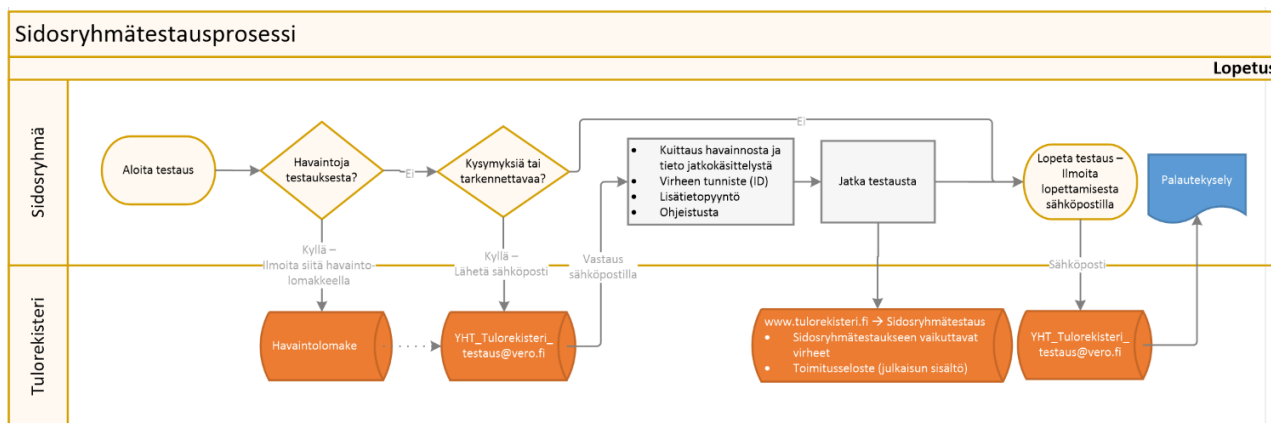 Sidosryhmätestausprosessi
Lopetus
Sidosryhmä
Aloita testaus
Havaintoja
testauksesta?
Ei
Kysymyksiä tai
tarkennettavaa?
Ei
• Kuittaus havainnosta ja
tieto jatkokäsittelystä
• Virheen tunniste (ID)
• Lisätietopyyntö
• Ohjeistusta
Jatka testausta
Lopeta testaus –
Ilmoita
lopettamisesta
sähköpostilla
Palautekysely
Kyllä –
Ilmoita siitä havainto-
lomakkeella
Kyllä –
Lähetä sähköposti
Vastaus
sähköpostilla
Sähköposti
Tulorekisteri
Havaintolomake
YHT_Tulorekisteri_
testaus@vero.fi
www.tulorekisteri.fi → Sidosryhmätestaus
• Sidosryhmätestaukseen vaikuttavat
virheet
• Toimitusseloste (julkaisun sisältö)
YHT_Tulorekisteri_
testaus@vero.fi